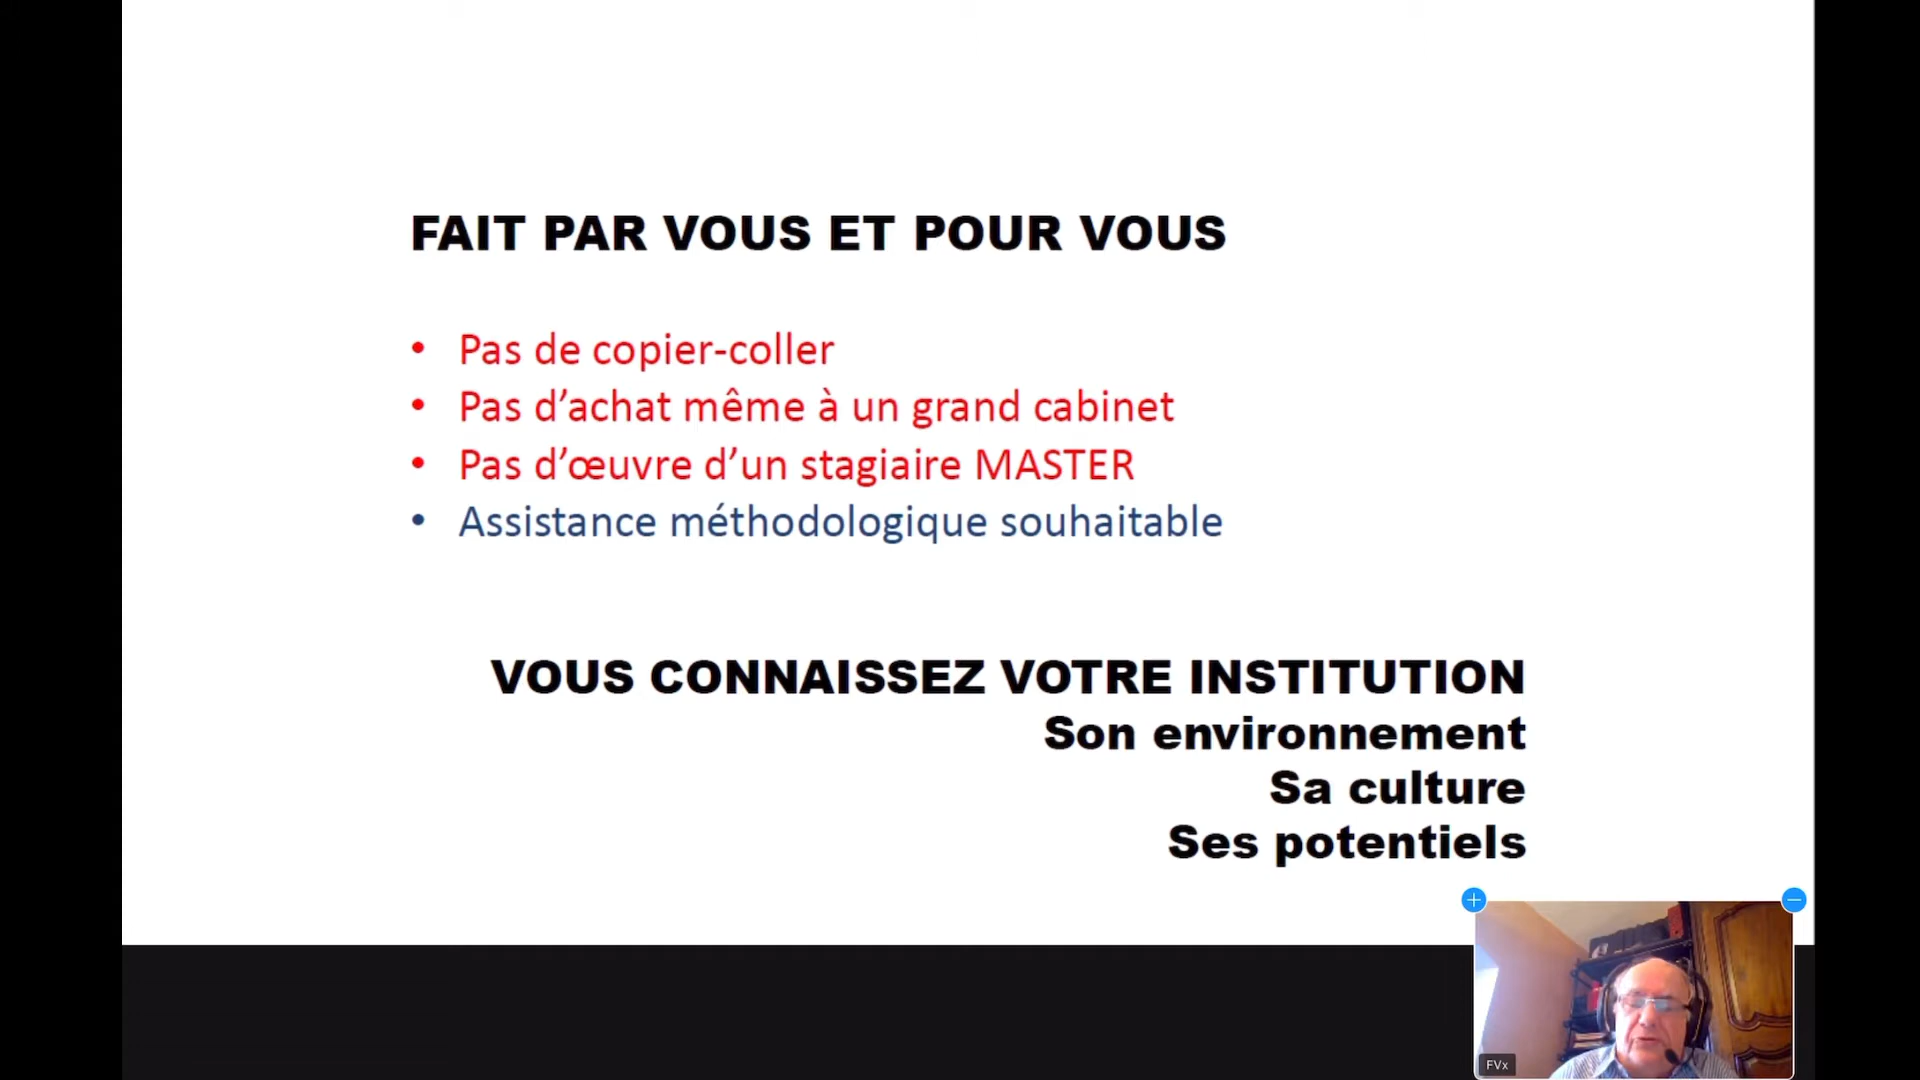 FAIT PAR VOUS ET POUR VOUS
• Pas de copier-coller
• Pas d’achat même à un grand cabinet
• Pas d’œuvre d’un stagiaire MASTER
• Assistance méthodologique souhaitable
VOUS CONNAISSEZ VOTRE INSTITUTION
Son environnement
Sa culture
Ses potentiels
FVx